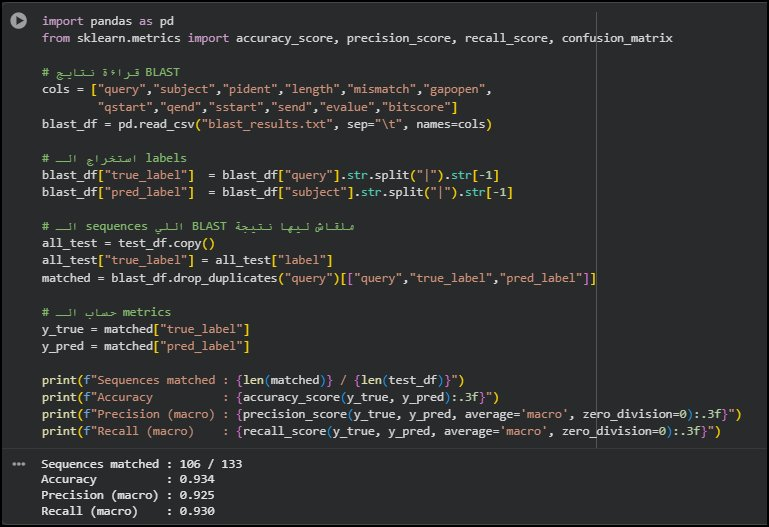 import pandas as pd
from sklearn.metrics import accuracy_score, precision_score, recall_score, confusion_matrix
# قراءة نتايج BLAST
cols = ["query","subject","pident","length","mismatch","gapopen",
"qstart","qend","sstart","send","evalue","bitscore"]
blast_df = pd.read_csv("blast_results.txt", sep="\t", names=cols)
# استخراج الـ labels
blast_df["true_label"]  = blast_df["query"].str.split("|").str[-1]
blast_df["pred_label"]  = blast_df["subject"].str.split("|").str[-1]
# الـ sequences اللي BLAST ملقاش ليها نتيجة
all_test = test_df.copy()
all_test["true_label"] = all_test["label"]
matched = blast_df.drop_duplicates("query")[["query","true_label","pred_label"]]
# حساب الـ metrics
y_true = matched["true_label"]
y_pred = matched["pred_label"]
print(f"Sequences matched : {len(matched)} / {len(test_df)}")
print(f"Accuracy          : {accuracy_score(y_true, y_pred):.3f}")
print(f"Precision (macro) : {precision_score(y_true, y_pred, average='macro', zero_division=0):.3f}")
print(f"Recall (macro)    : {recall_score(y_true, y_pred, average='macro', zero_division=0):.3f}")
Sequences matched : 106 / 133
Accuracy          : 0.934
Precision (macro) : 0.925
Recall (macro)    : 0.930